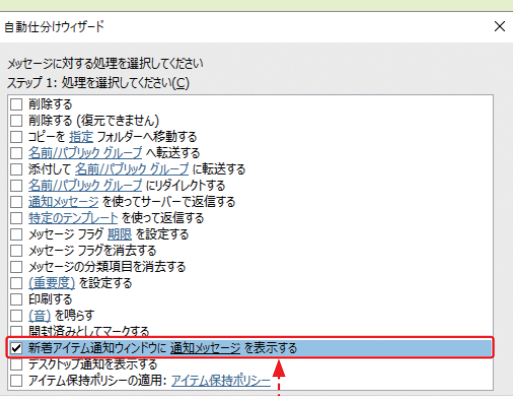 自動仕分けウィザード
メッセージに対する処理を選択してください
ステップ 1: 処理を選択してください(C)
削除する
削除する (復元できません)
コピーを 指定 フォルダーへ移動する
名前/パブリック グループ へ転送する
添付して 名前/パブリック グループ に転送する
名前/パブリック グループ にリダイレクトする
通知メッセージ を使ってサーバーで返信する
特定のテンプレート を使って返信する
メッセージ フラグ 期限 を設定する
メッセージ フラグを消去する
メッセージの分類項目を消去する
(重要度) を設定する
印刷する
(音) を鳴らす
開封済みとしてマークする
新着アイテム通知ウィンドウに 通知メッセージ を表示する
デスクトップ通知を表示する
アイテム保持ポリシーの適用: アイテム保持ポリシー